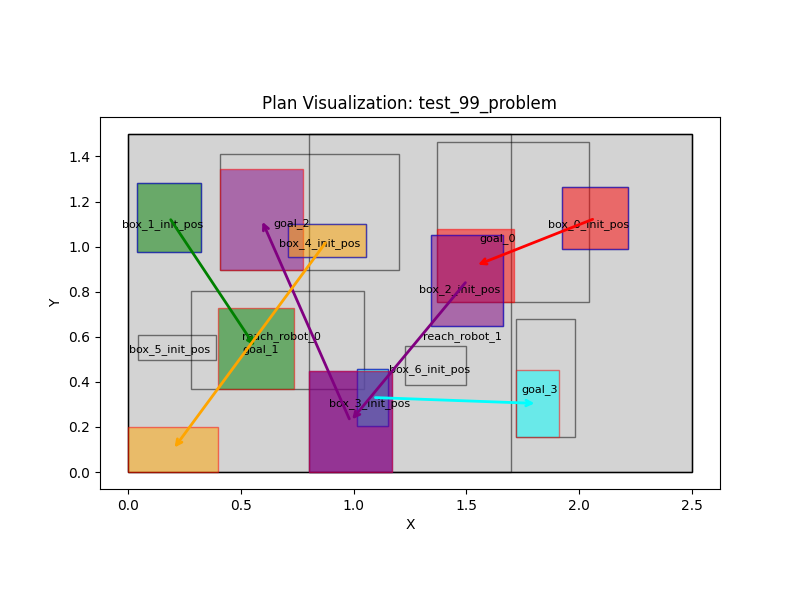 Plan Visualization: test_99_problem
1.4
1.2
1.0
0.8
0.6
0.4
0.2
0.0
Y
box_1_init_pos
goal_2
box_4_init_pos
goal_0
box_0_init_pos
box_2_init_pos
reach_robot_0
reach_robot_1
box_5_init_pos
goal_1
box_6_init_pos
box_3_init_pos
goal_3
0.0
0.5
1.0
1.5
2.0
2.5
X